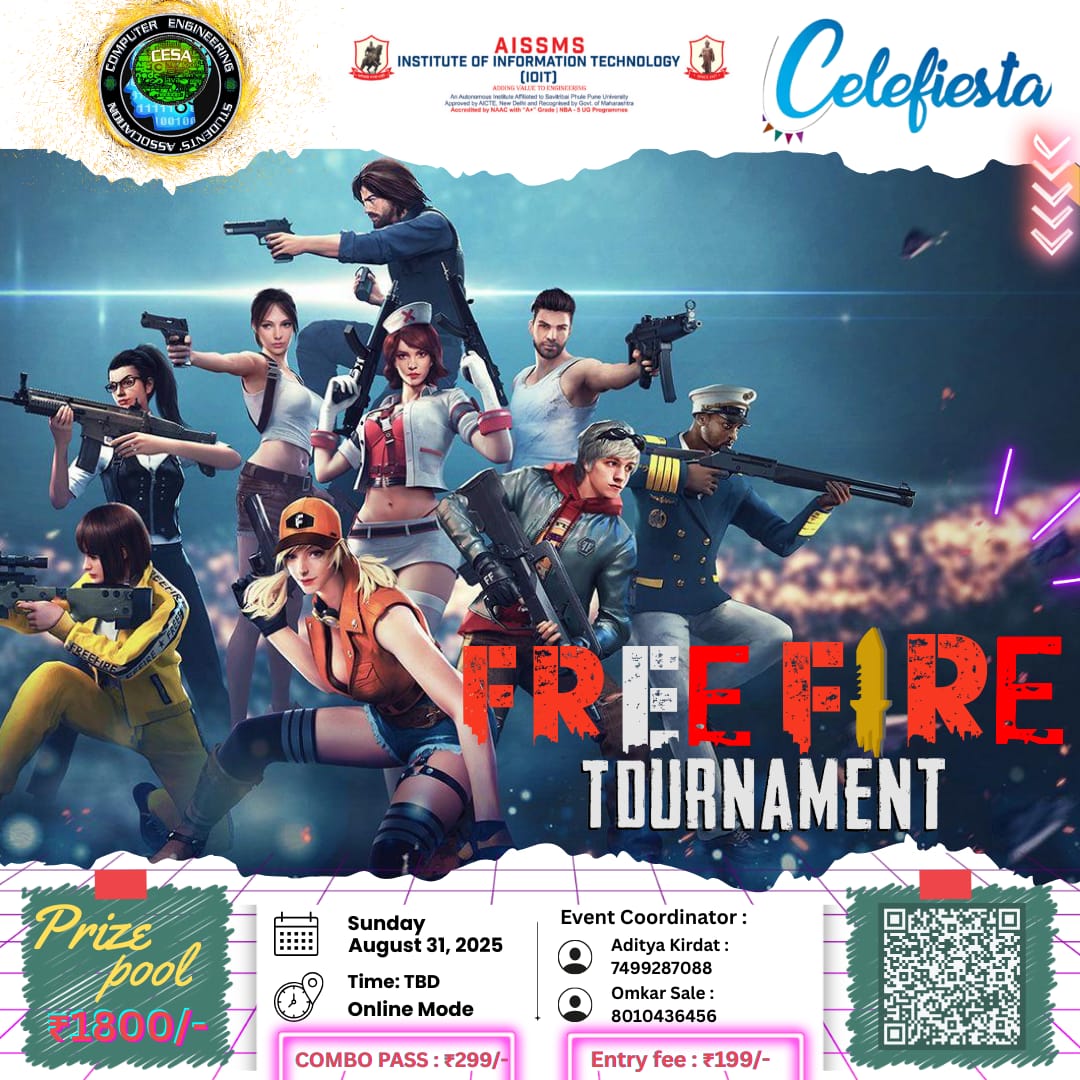 COMPUTER ENGINEERING
STUDENTS' ASSOCIATION
CESA
AISSMS
INSTITUTE OF INFORMATION TECHNOLOGY
(IOIT)
ADDING VALUE TO ENGINEERING
An Autonomous Institute Affiliated to Savitribai Phule Pune University
Approved by AICTE, New Delhi and Recognised by Govt. of Maharashtra
Accredited by NAAC with "A+" Grade | NBA - 5 UG Programmes
Celefiesta
FF
FREEFIRE
FREE FIRE
TOURNAMENT
Prize
pool
₹1800/-
Sunday
August 31, 2025
Time: TBD
Online Mode
Event Coordinator :
Aditya Kirdat :
7499287088
Omkar Sale :
8010436456
COMBO PASS : ₹299/-
Entry fee : ₹199/-